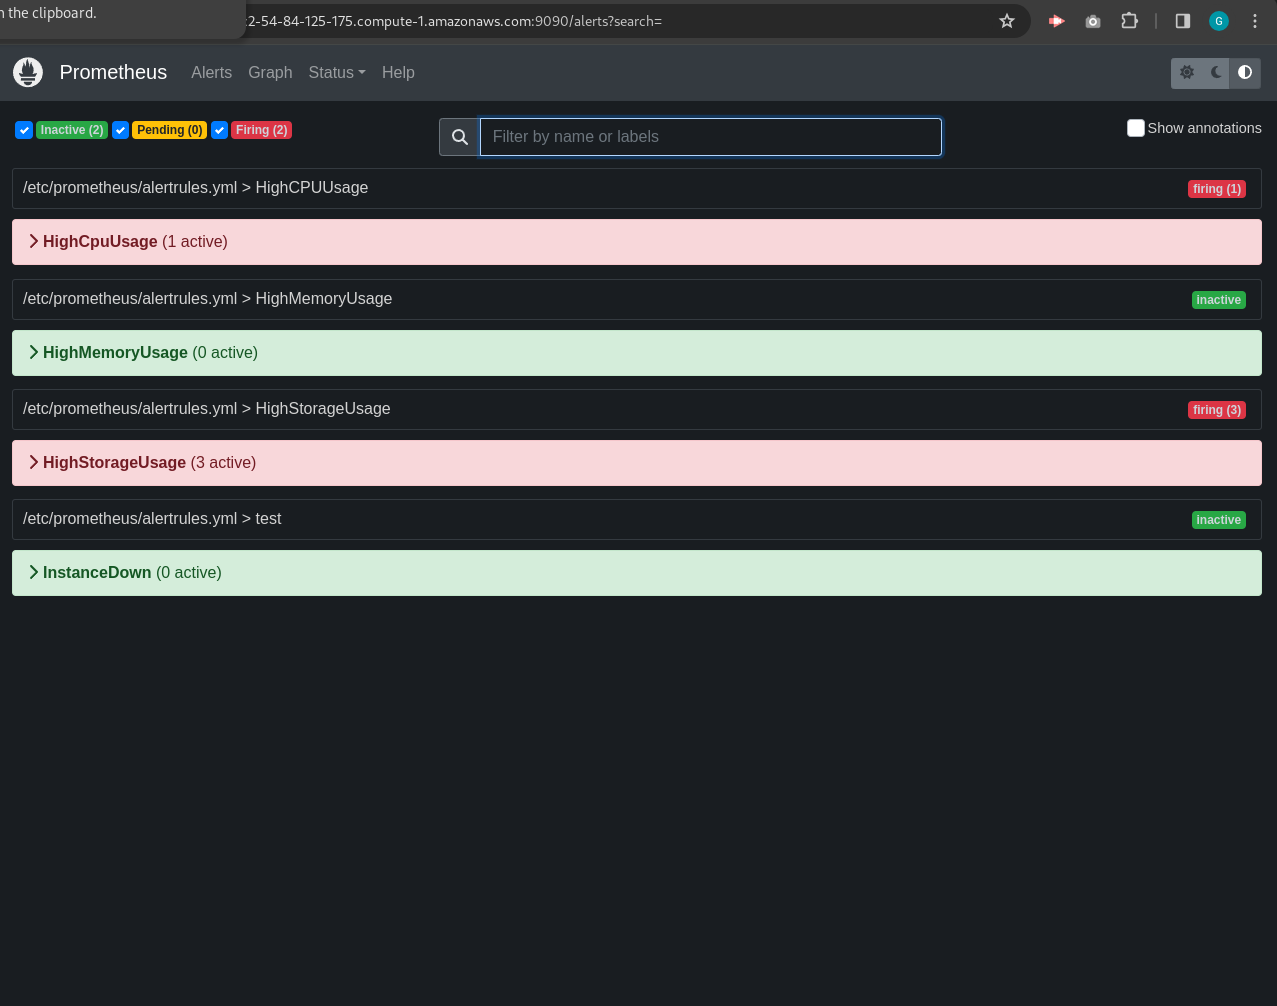 the clipboard.
2-54-84-125-175.compute-1.amazonaws.com:9090/alerts?search=
G
Prometheus Alerts Graph Status Help
Inactive (2) Pending (0) Firing (2)
Filter by name or labels
Show annotations
/etc/prometheus/alertrules.yml > HighCPUUsage firing (1)
HighCpuUsage (1 active)
/etc/prometheus/alertrules.yml > HighMemoryUsage inactive
HighMemoryUsage (0 active)
/etc/prometheus/alertrules.yml > HighStorageUsage firing (3)
HighStorageUsage (3 active)
/etc/prometheus/alertrules.yml > test inactive
InstanceDown (0 active)